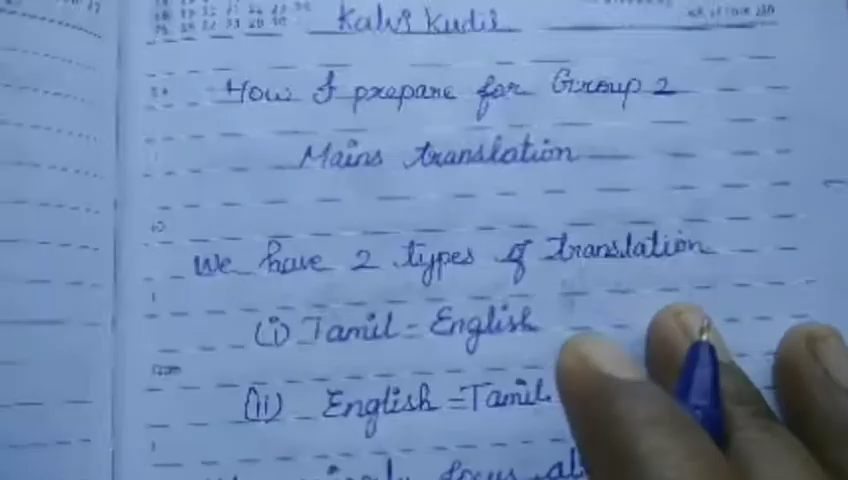 Kalvi Kudil
How I prepare for Group 2
Mains translation
We have 2 types of translation
(i) Tamil = English
(ii) English = Tamil
focus